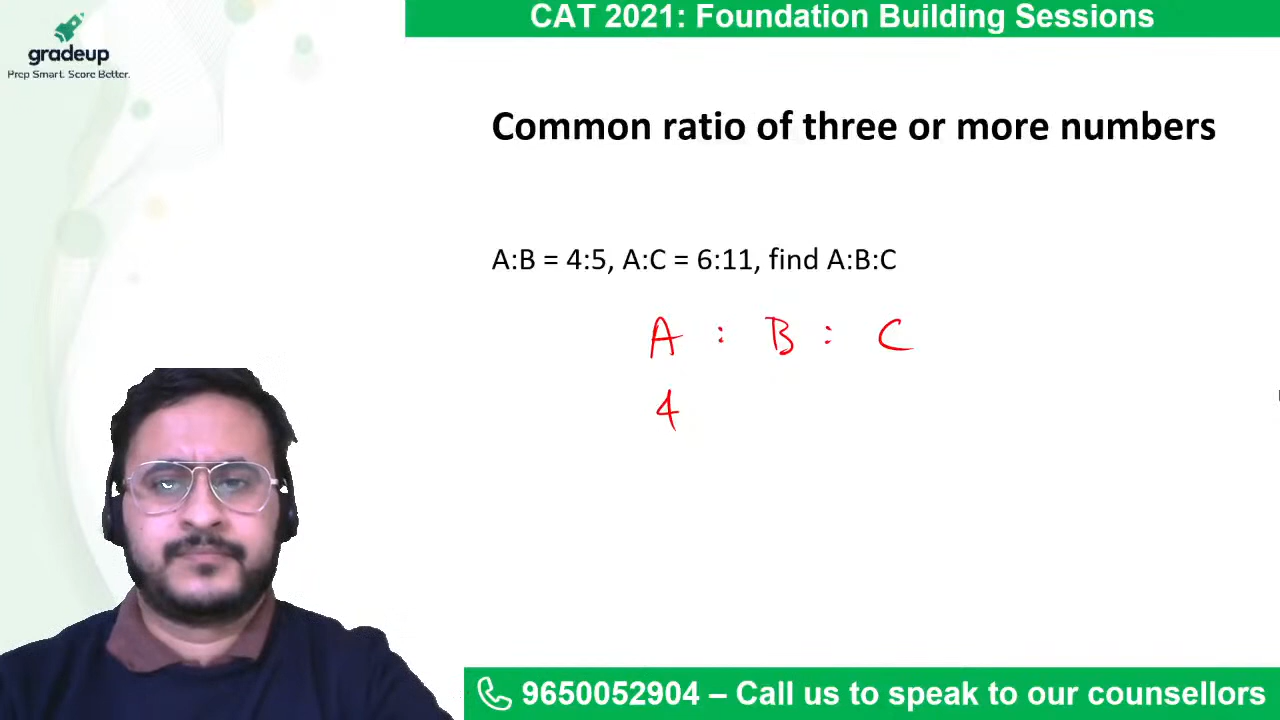 CAT 2021: Foundation Building Sessions
gradeup
Prep Smart. Score Better.
Common ratio of three or more numbers
A:B = 4:5, A:C = 6:11, find A:B:C
A : B : C
4
9650052904 – Call us to speak to our counsellors